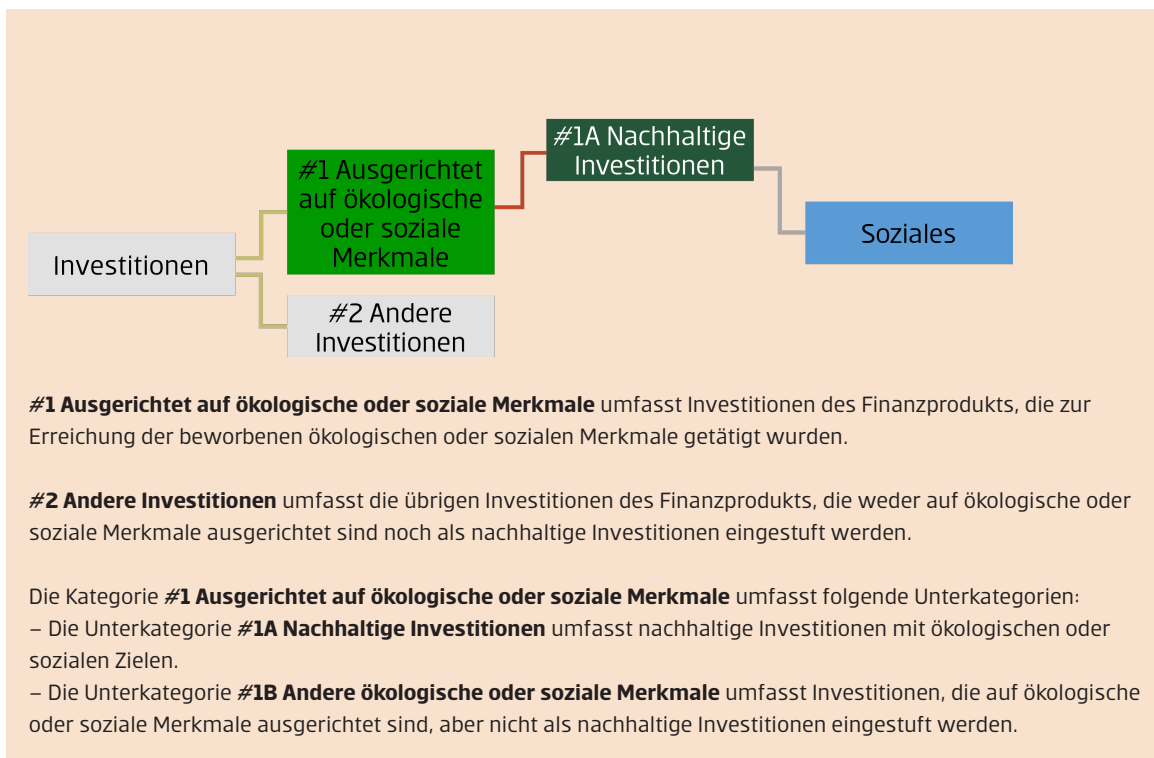 #1A Nachhaltige
Investitionen
#1 Ausgerichtet
auf ökologische
oder soziale
Merkmale
Soziales
Investitionen
#2 Andere
Investitionen
#1 Ausgerichtet auf ökologische oder soziale Merkmale umfasst Investitionen des Finanzprodukts, die zur
Erreichung der beworbenen ökologischen oder sozialen Merkmale getätigt wurden.
#2 Andere Investitionen umfasst die übrigen Investitionen des Finanzprodukts, die weder auf ökologische oder
soziale Merkmale ausgerichtet sind noch als nachhaltige Investitionen eingestuft werden.
Die Kategorie #1 Ausgerichtet auf ökologische oder soziale Merkmale umfasst folgende Unterkategorien:
– Die Unterkategorie #1A Nachhaltige Investitionen umfasst nachhaltige Investitionen mit ökologischen oder
sozialen Zielen.
– Die Unterkategorie #1B Andere ökologische oder soziale Merkmale umfasst Investitionen, die auf ökologische
oder soziale Merkmale ausgerichtet sind, aber nicht als nachhaltige Investitionen eingestuft werden.